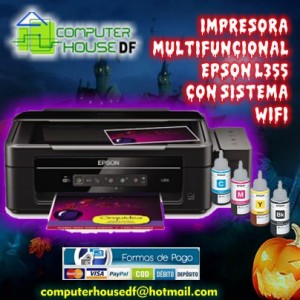 COMPUTER
HOUSE DF
IMPRESORA
MULTIFUNCIONAL
EPSON L355
CON SISTEMA
WIFI
EPSON
C
M
Y
Bk
Formas de Pago
VISA
PayPal
COD
DÉBITO
DEPÓSITO
computerhousedf@hotmail.com